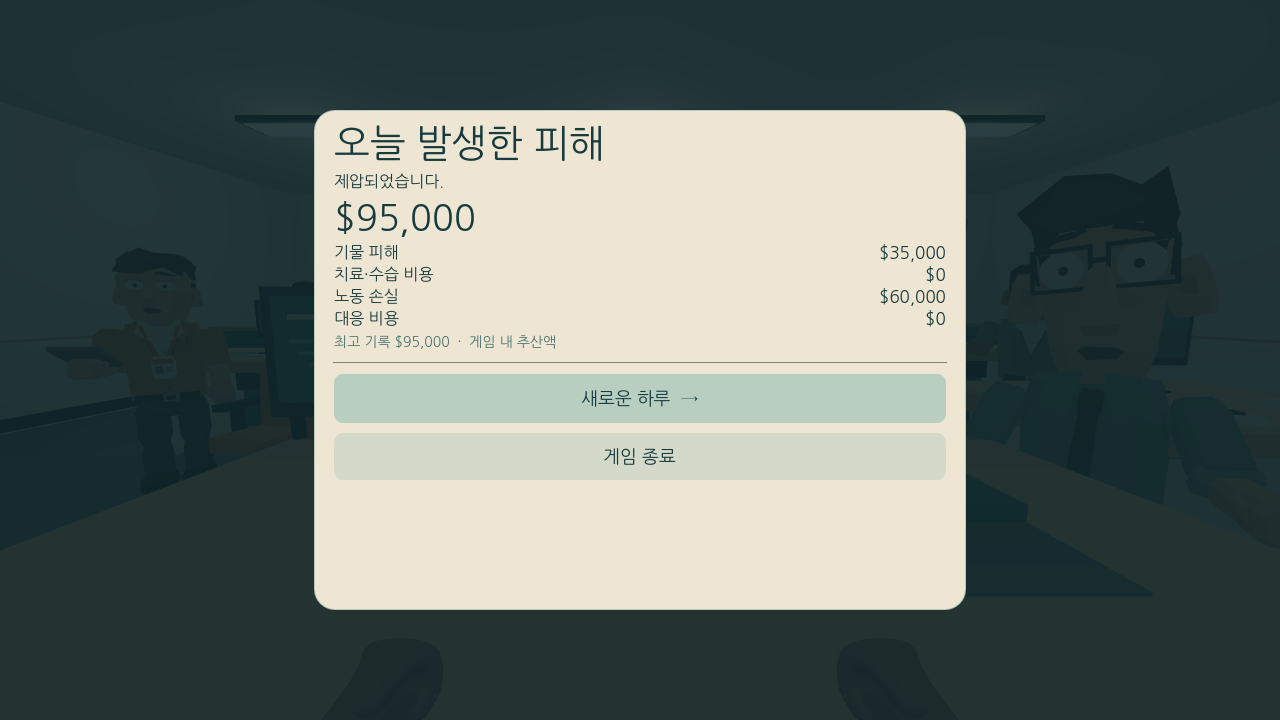 오늘 발생한 피해
제압되었습니다.
$95,000
기물 피해 $35,000
치료·수습 비용 $0
노동 손실 $60,000
대응 비용 $0
최고 기록 $95,000 · 게임 내 추산액
새로운 하루 →
게임 종료